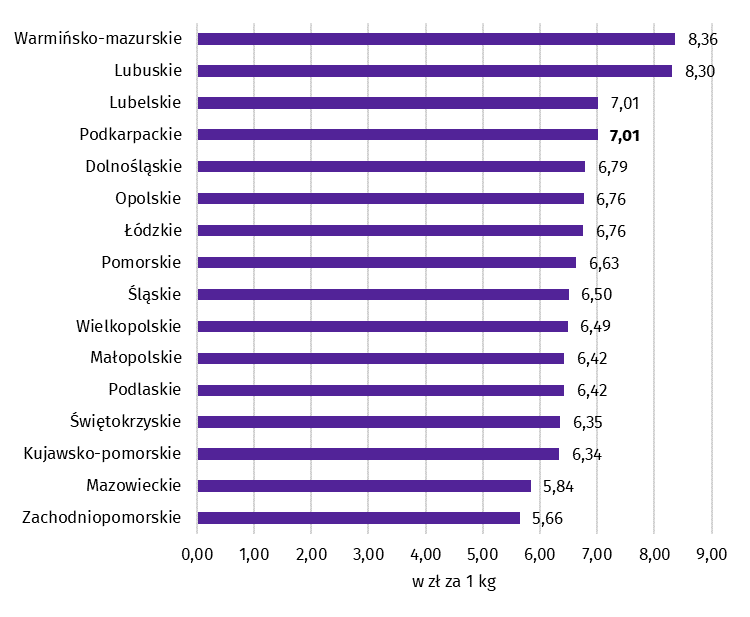 Warmińsko-mazurskie 8,36
Lubuskie 8,30
Lubelskie 7,01
Podkarpackie 7,01
Dolnośląskie 6,79
Opolskie 6,76
Łódzkie 6,76
Pomorskie 6,63
Śląskie 6,50
Wielkopolskie 6,49
Małopolskie 6,42
Podlaskie 6,42
Świętokrzyskie 6,35
Kujawsko-pomorskie 6,34
Mazowieckie 5,84
Zachodniopomorskie 5,66
0,00 1,00 2,00 3,00 4,00 5,00 6,00 7,00 8,00 9,00
w zł za 1 kg